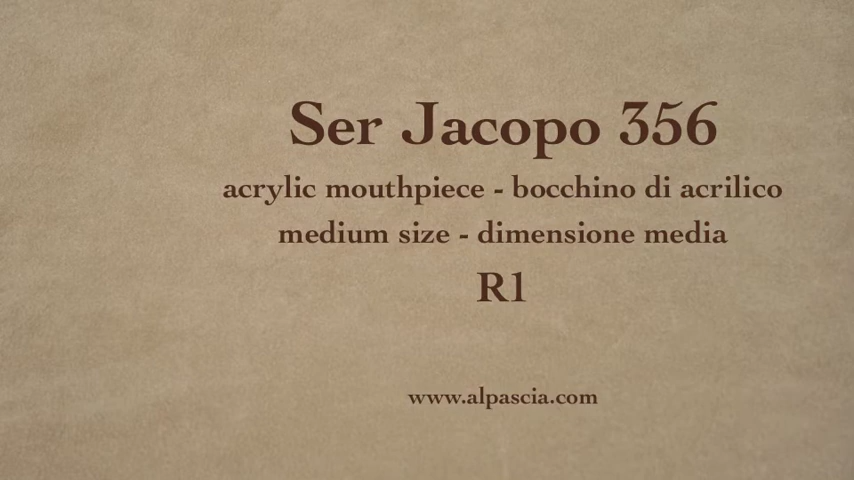 Ser Jacopo 356
acrylic mouthpiece - bocchino di acrilico
medium size - dimensione media
R1
www.alpascia.com